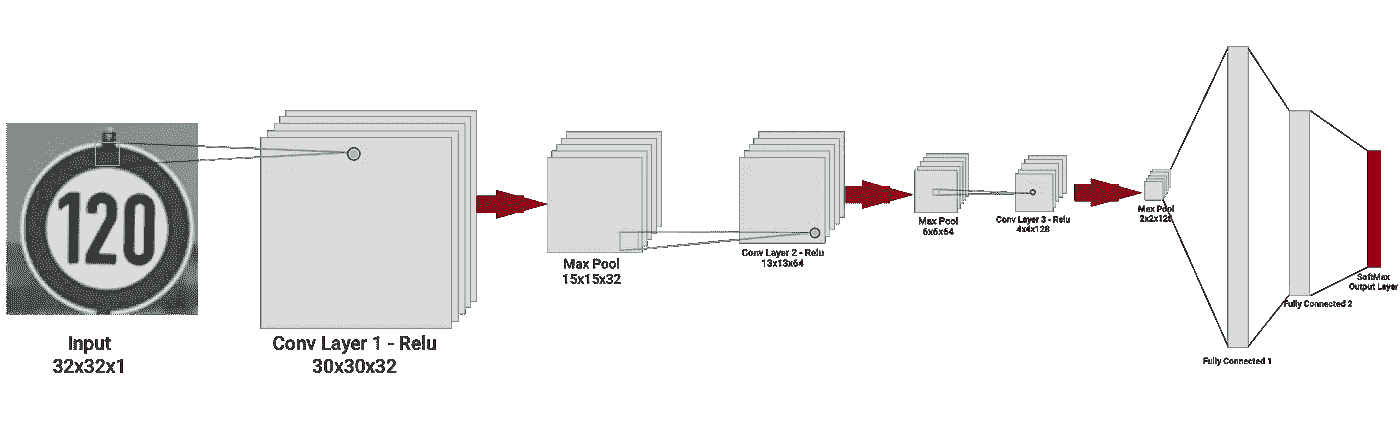 120
Input
32x32x1
Conv Layer 1 - Relu
30x30x32
Max Pool
15x15x32
Conv Layer 2 - Relu
13x13x64
Max Pool
6x6x64
Conv Layer 3 - Relu
4x4x128
Max Pool
2x2x128
Fully Connected 1
Fully Connected 2
SoftMax
Output Layer